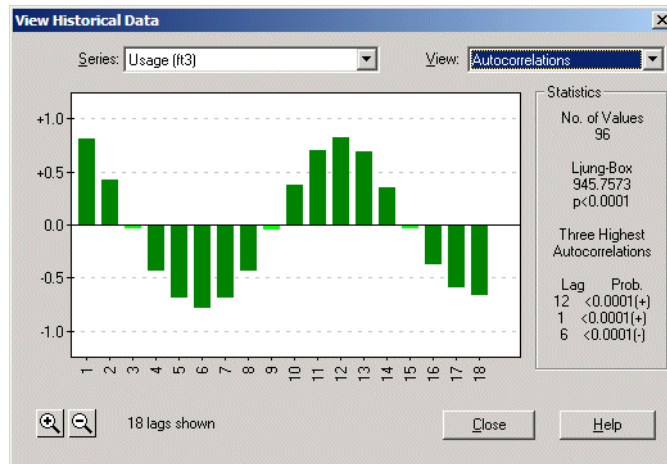 View Historical Data
Series: Usage (ft3) View: Autocorrelations
Statistics
No. of Values
96
Ljung-Box
945.7573
p<0.0001
Three Highest
Autocorrelations
Lag Prob.
12 <0.0001(+)
1 <0.0001(+)
6 <0.0001(-)
+1.0
+0.5
0.0
-0.5
-1.0
1 2 3 4 5 6 7 8 9 10 11 12 13 14 15 16 17 18
18 lags shown Close Help